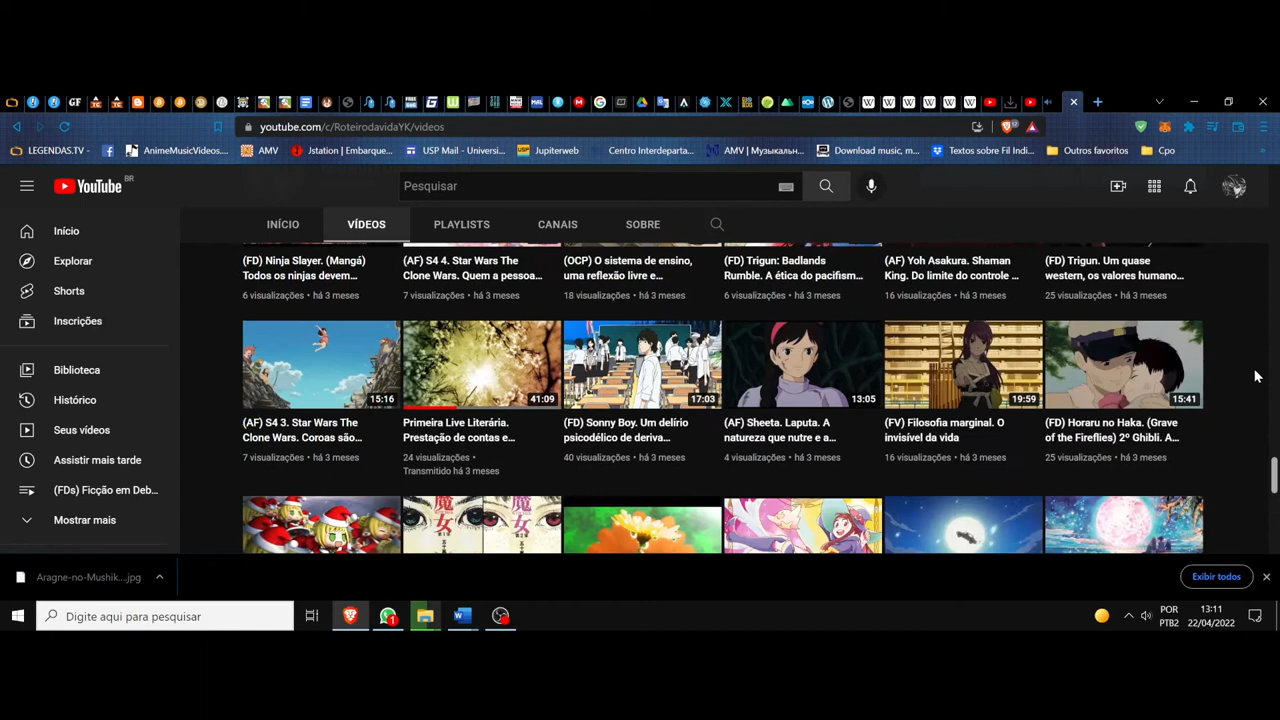 youtube.com/c/RoteirodavidaYK/videos
12
LEGENDAS.TV -
AnimeMusicVideos...
AMV
Jstation | Embarque...
USP Mail - Universi...
Jupiterweb
Centro Interdeparta...
AMV | Музыкальн...
Download music, m...
Textos sobre Fil Indi...
Outros favoritos
Cpo
YouTube BR
Pesquisar
INÍCIO VÍDEOS PLAYLISTS CANAIS SOBRE
Início
Explorar
Shorts
Inscrições
Biblioteca
Histórico
Seus vídeos
Assistir mais tarde
(FDs) Ficção em Deb...
Mostrar mais
(FD) Ninja Slayer. (Mangá)
Todos os ninjas devem...
6 visualizações • há 3 meses
(AF) S4 4. Star Wars The
Clone Wars. Quem a pessoa...
7 visualizações • há 3 meses
(OCP) O sistema de ensino,
uma reflexão livre e...
18 visualizações • há 3 meses
(FD) Trigun: Badlands
Rumble. A ética do pacifism...
6 visualizações • há 3 meses
(AF) Yoh Asakura. Shaman
King. Do limite do controle ...
16 visualizações • há 3 meses
(FD) Trigun. Um quase
western, os valores humano...
25 visualizações • há 3 meses
15:16
(AF) S4 3. Star Wars The
Clone Wars. Coroas são...
7 visualizações • há 3 meses
41:09
Primeira Live Literária.
Prestação de contas e...
24 visualizações •
Transmitido há 3 meses
17:03
(FD) Sonny Boy. Um delírio
psicodélico de deriva...
40 visualizações • há 3 meses
13:05
(AF) Sheeta. Laputa. A
natureza que nutre e a...
4 visualizações • há 3 meses
19:59
(FV) Filosofia marginal. O
invisível da vida
16 visualizações • há 3 meses
15:41
(FD) Horaru no Haka. (Grave
of the Fireflies) 2º Ghibli. A...
25 visualizações • há 3 meses
魔女
魔女
Aragne-no-Mushik....jpg
Exibir todos
Digite aqui para pesquisar
1
POR
PTB2
13:11
22/04/2022